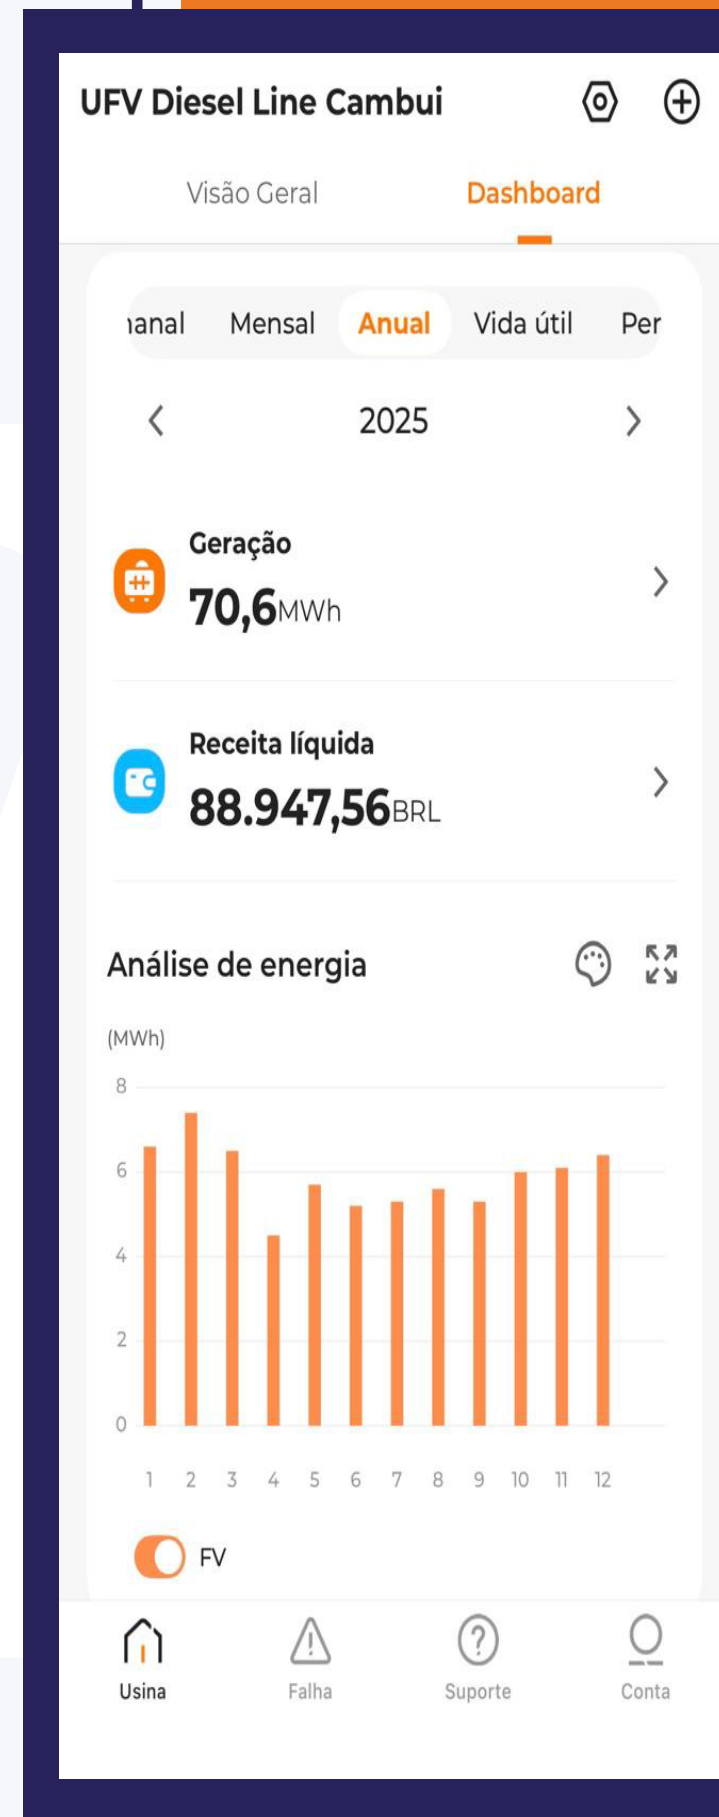 UFV Diesel Line Cambui
Visão Geral Dashboard
anal Mensal Anual Vida útil Per
2025
Geração
70,6MWh
Receita líquida
88.947,56BRL
Análise de energia
(MWh)
8
6
4
2
0
1 2 3 4 5 6 7 8 9 10 11 12
FV
Usina Falha Suporte Conta